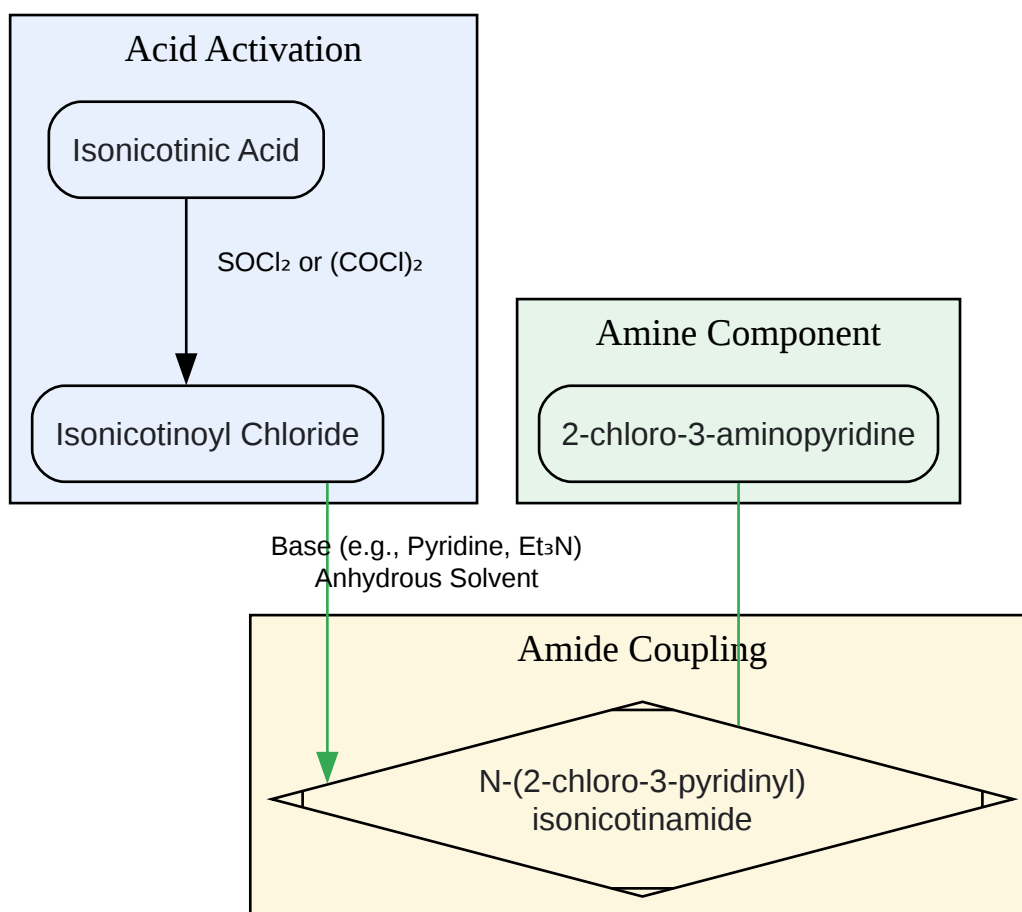 Acid Activation
Isonicotinic Acid
SOCl₂ or (COCl)₂
Amine Component
Isonicotinoyl Chloride
2-chloro-3-aminopyridine
Base (e.g., Pyridine, Et₃N)
Anhydrous Solvent
Amide Coupling
N-(2-chloro-3-pyridinyl)
isonicotinamide